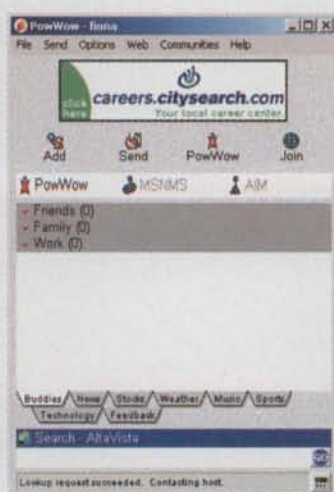 PowWow - fiona
File Send Options Web Communities Help
click here
careers.citysearch.com
Your local career center.
Add Send PowWow Join
PowWow MSNMS AIM
Friends (0)
Family (0)
Work (0)
Buddies News Stocks Weather Music Sports
Technology Feedback
Search - AltaVista
GO
Lookup request succeeded. Contacting host.